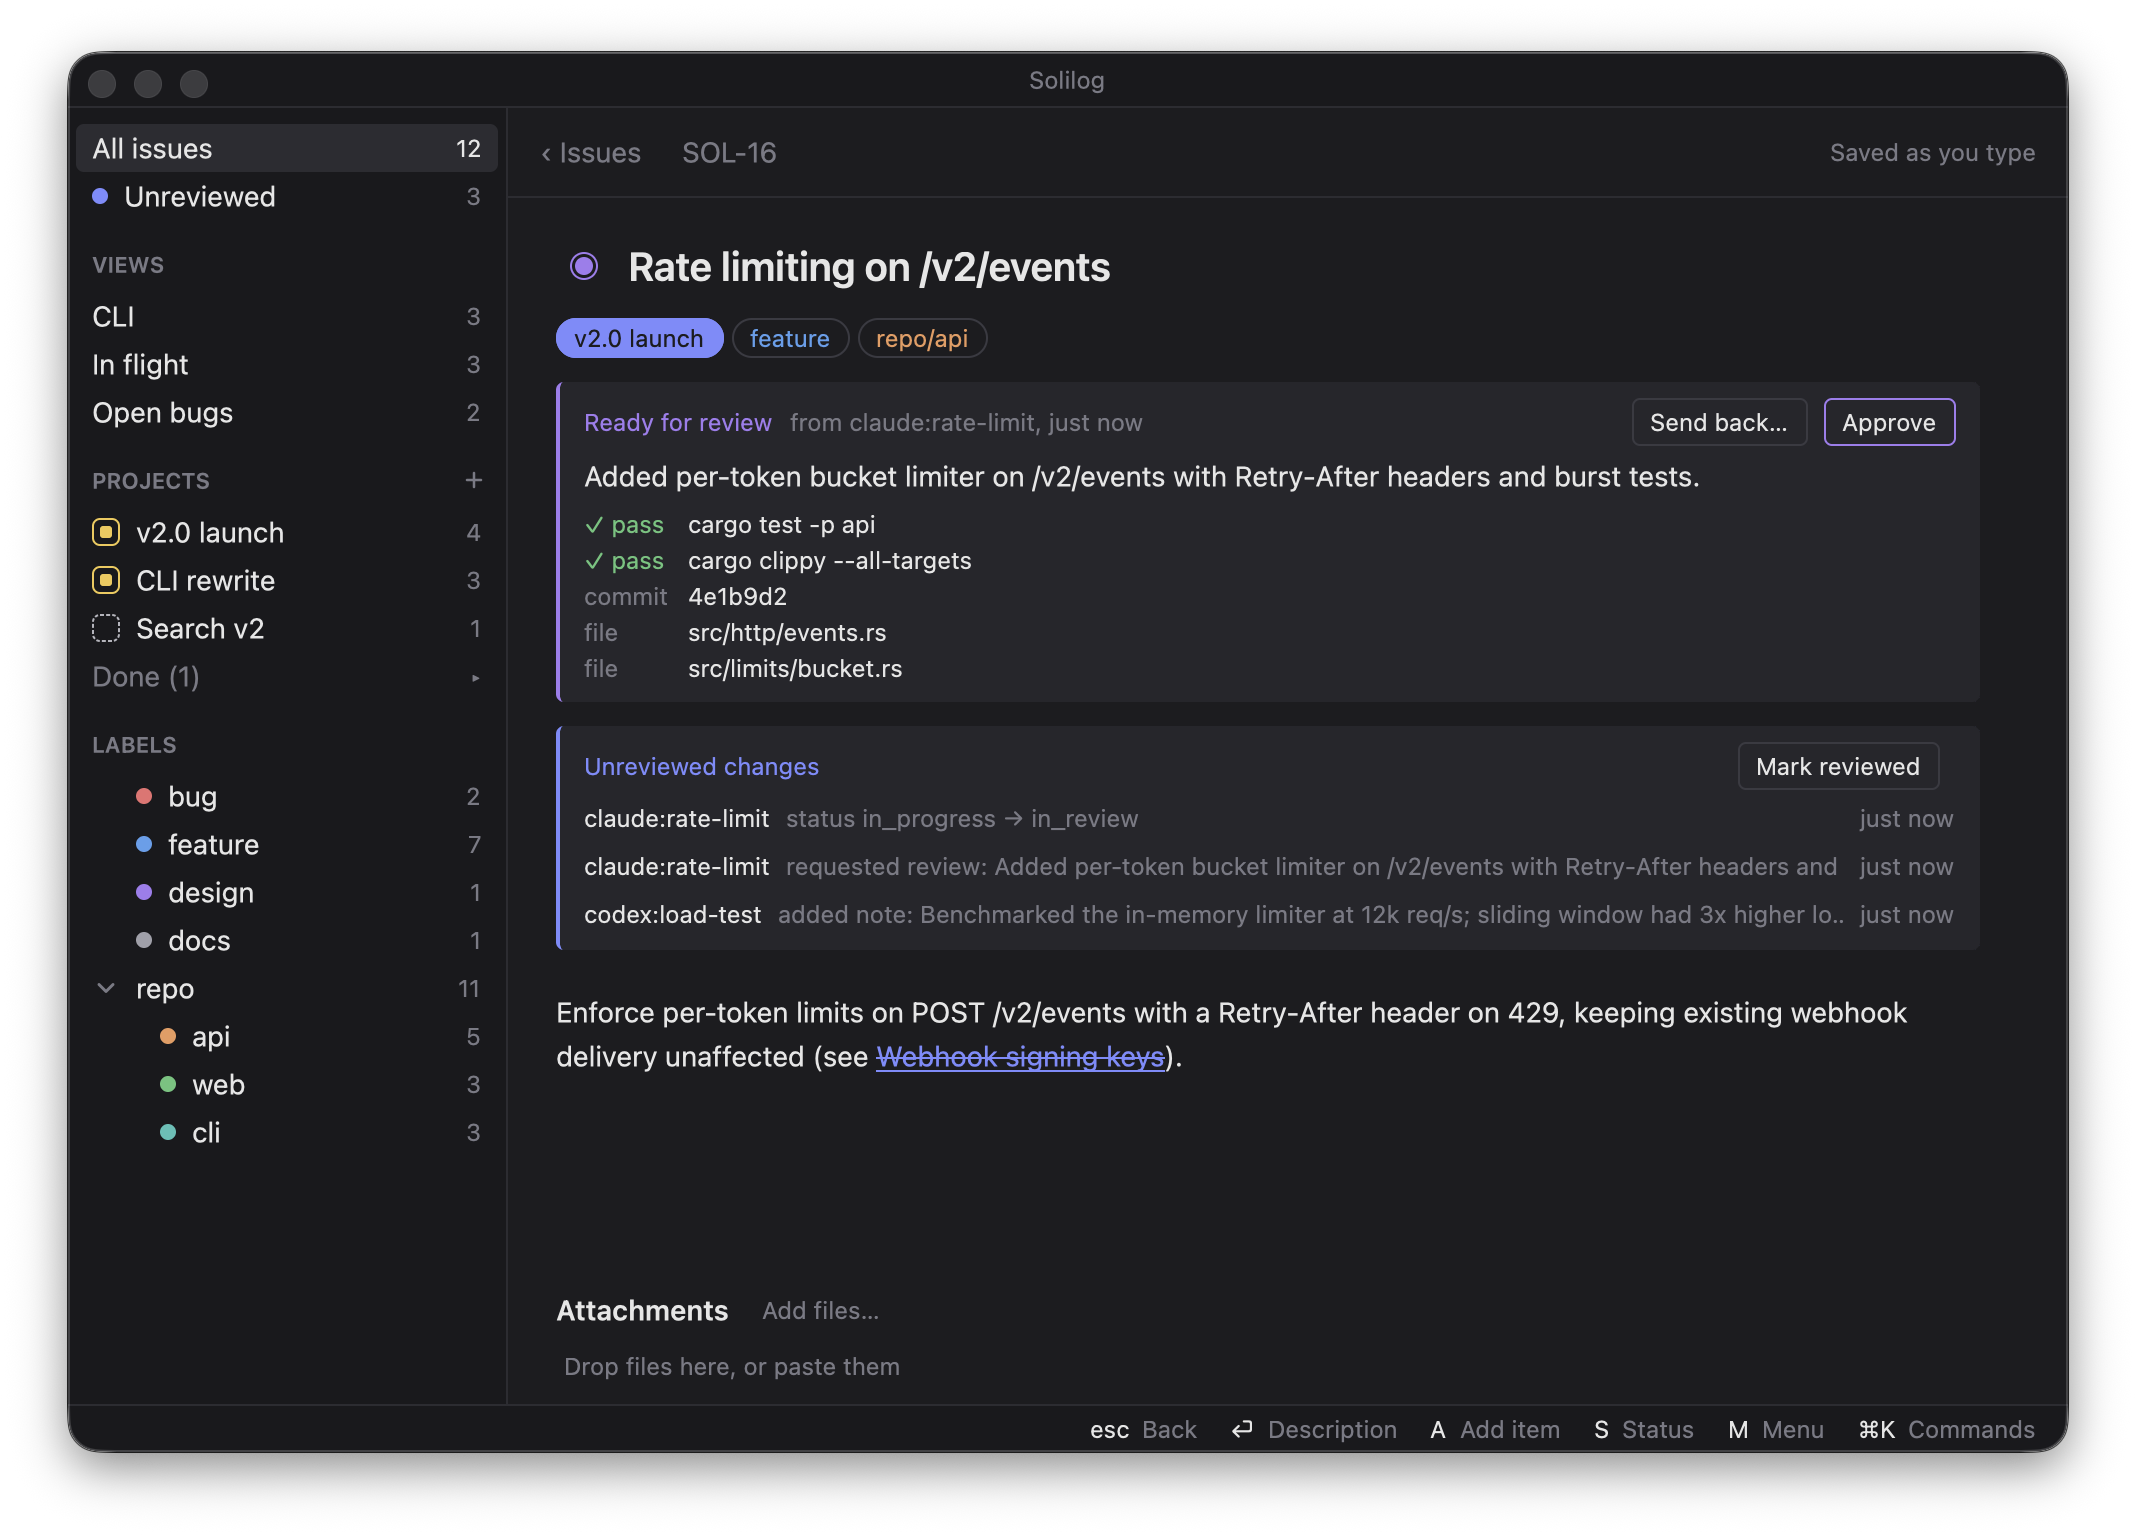 Solilog
All issues 12
Unreviewed 3
VIEWS
CLI 3
In flight 3
Open bugs 2
PROJECTS +
v2.0 launch 4
CLI rewrite 3
Search v2 1
Done (1)
LABELS
bug 2
feature 7
design 1
docs 1
repo 11
api 5
web 3
cli 3
‹ Issues SOL-16 Saved as you type
Rate limiting on /v2/events
v2.0 launch feature repo/api
Ready for review from claude:rate-limit, just now Send back... Approve
Added per-token bucket limiter on /v2/events with Retry-After headers and burst tests.
✓ pass cargo test -p api
✓ pass cargo clippy --all-targets
commit 4e1b9d2
file src/http/events.rs
file src/limits/bucket.rs
Unreviewed changes Mark reviewed
claude:rate-limit status in_progress → in_review just now
claude:rate-limit requested review: Added per-token bucket limiter on /v2/events with Retry-After headers and just now
codex:load-test added note: Benchmarked the in-memory limiter at 12k req/s; sliding window had 3x higher lo.. just now
Enforce per-token limits on POST /v2/events with a Retry-After header on 429, keeping existing webhook
delivery unaffected (see Webhook signing keys).
Attachments Add files...
Drop files here, or paste them
esc Back ↵ Description A Add item S Status M Menu ⌘K Commands